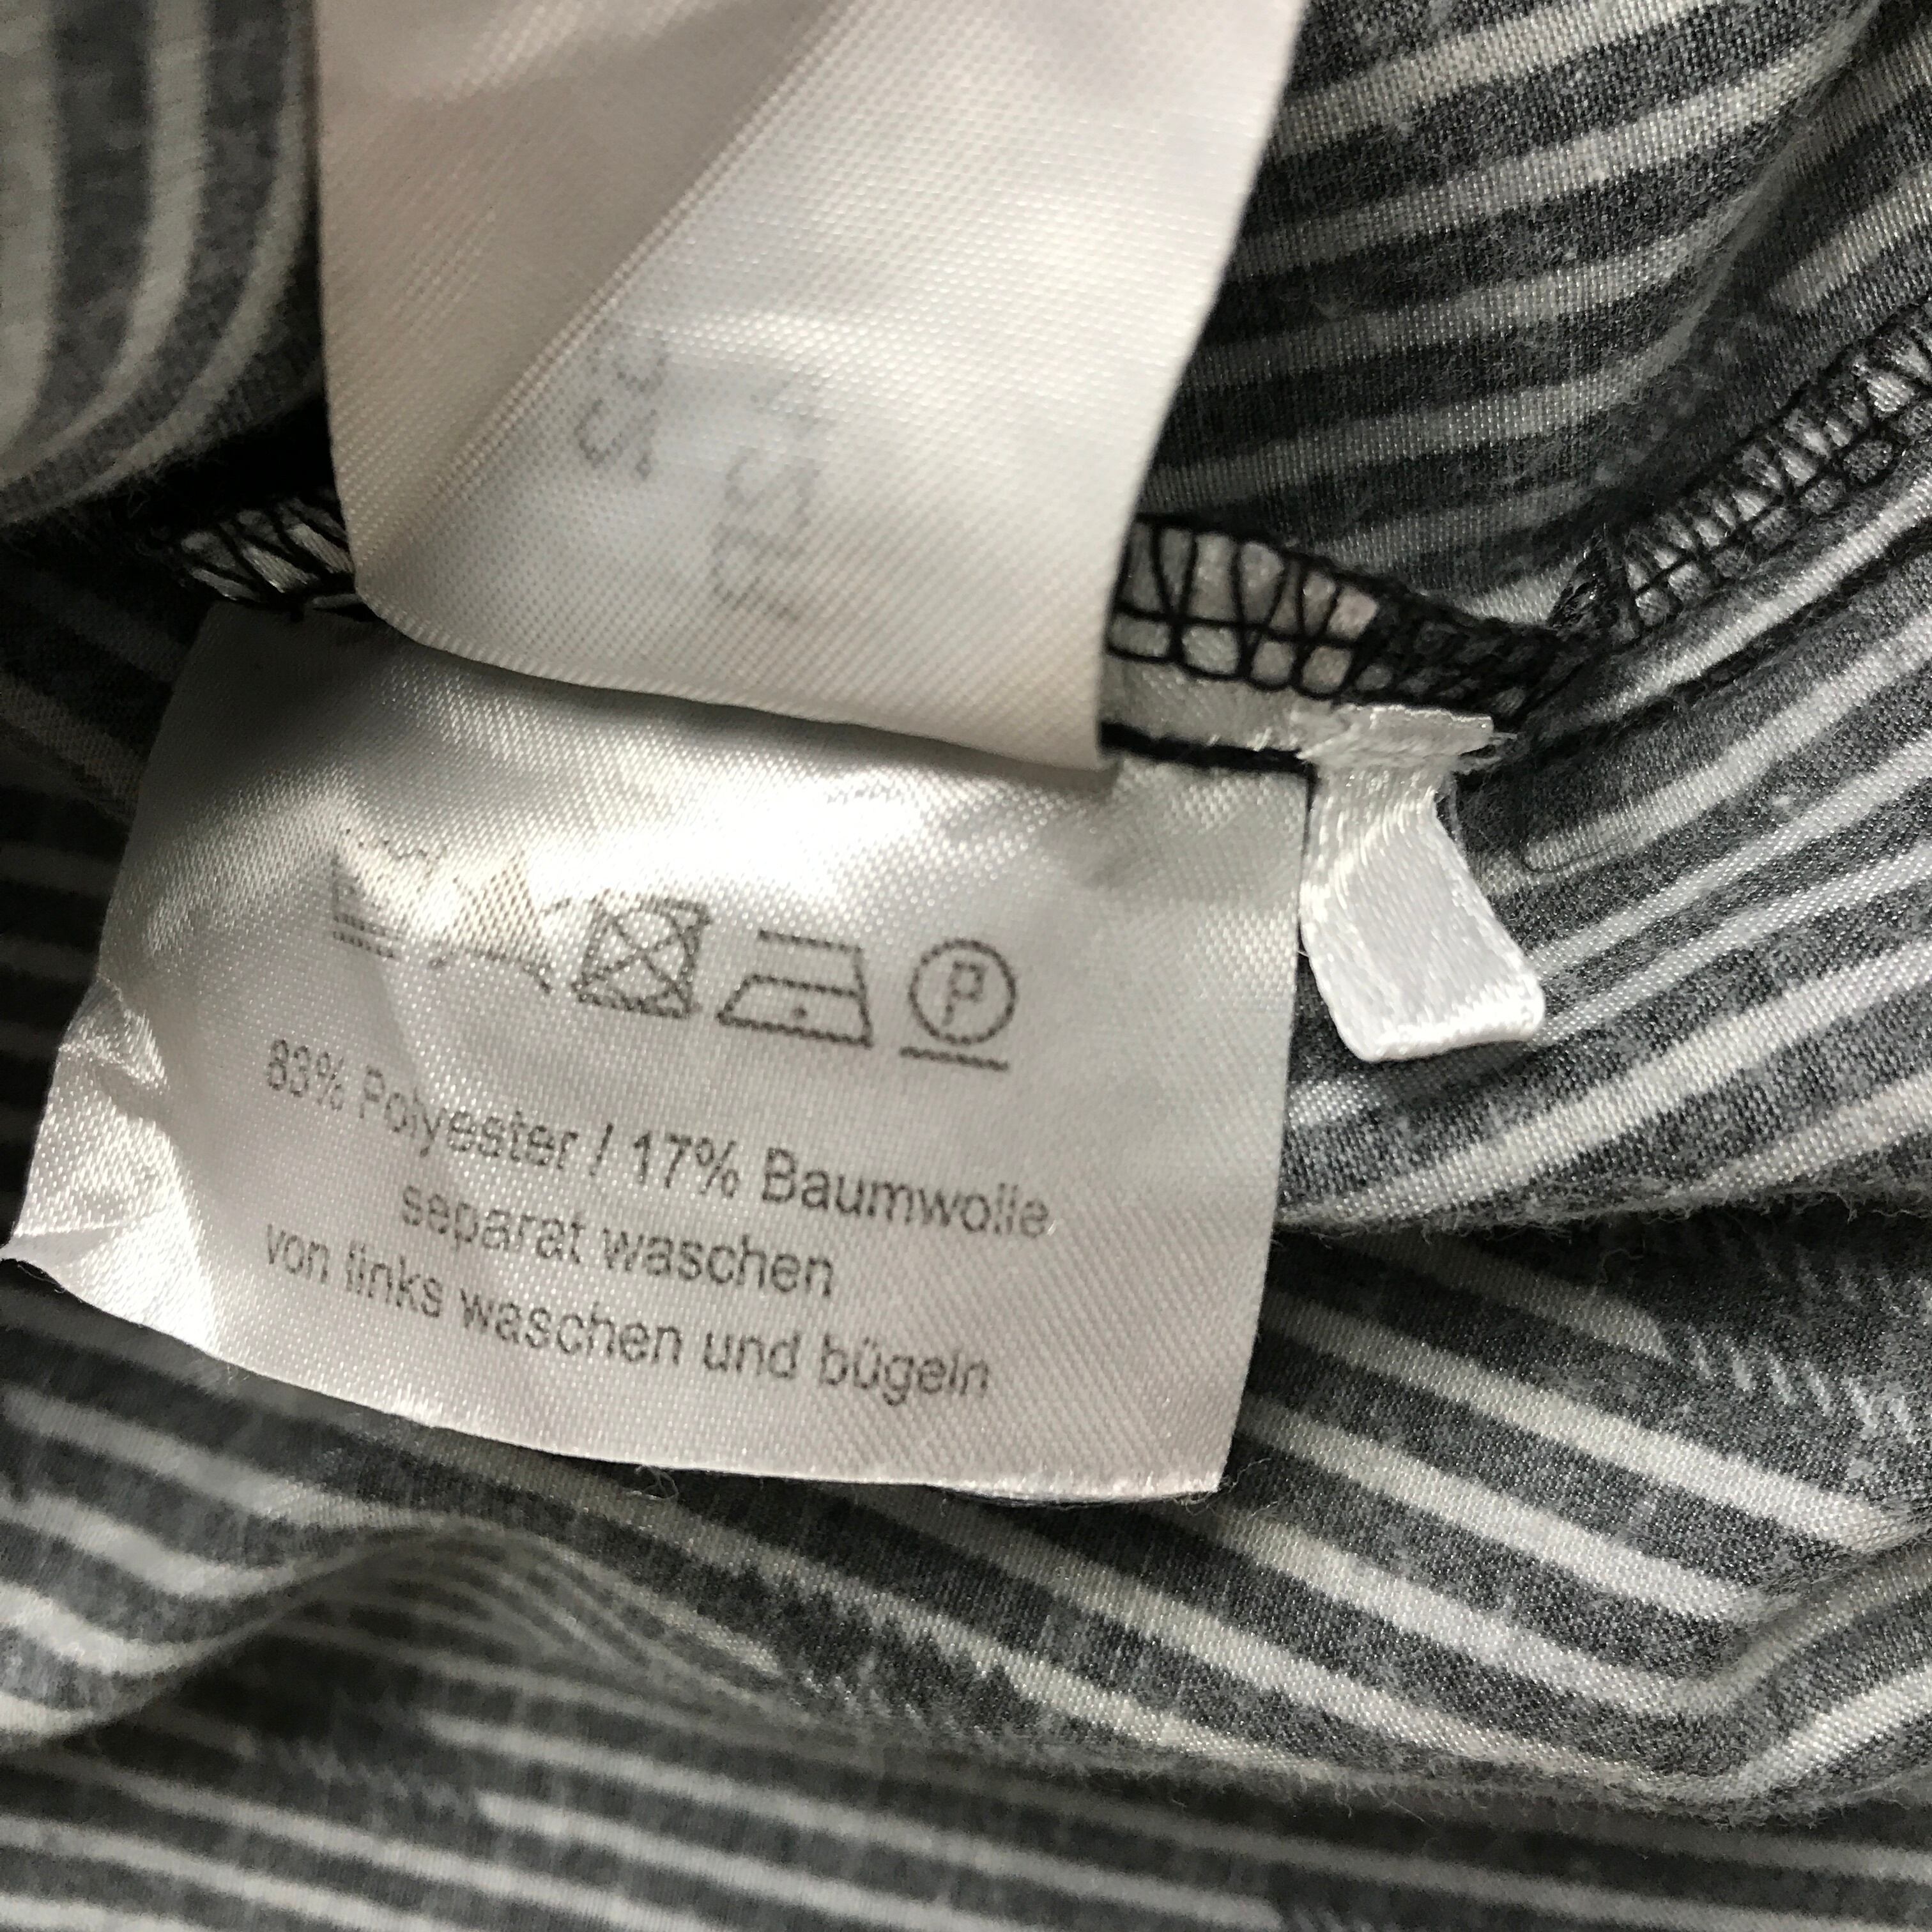 P
83% Polyester / 17% Baumwolle
separat waschen
von links waschen und bügeln